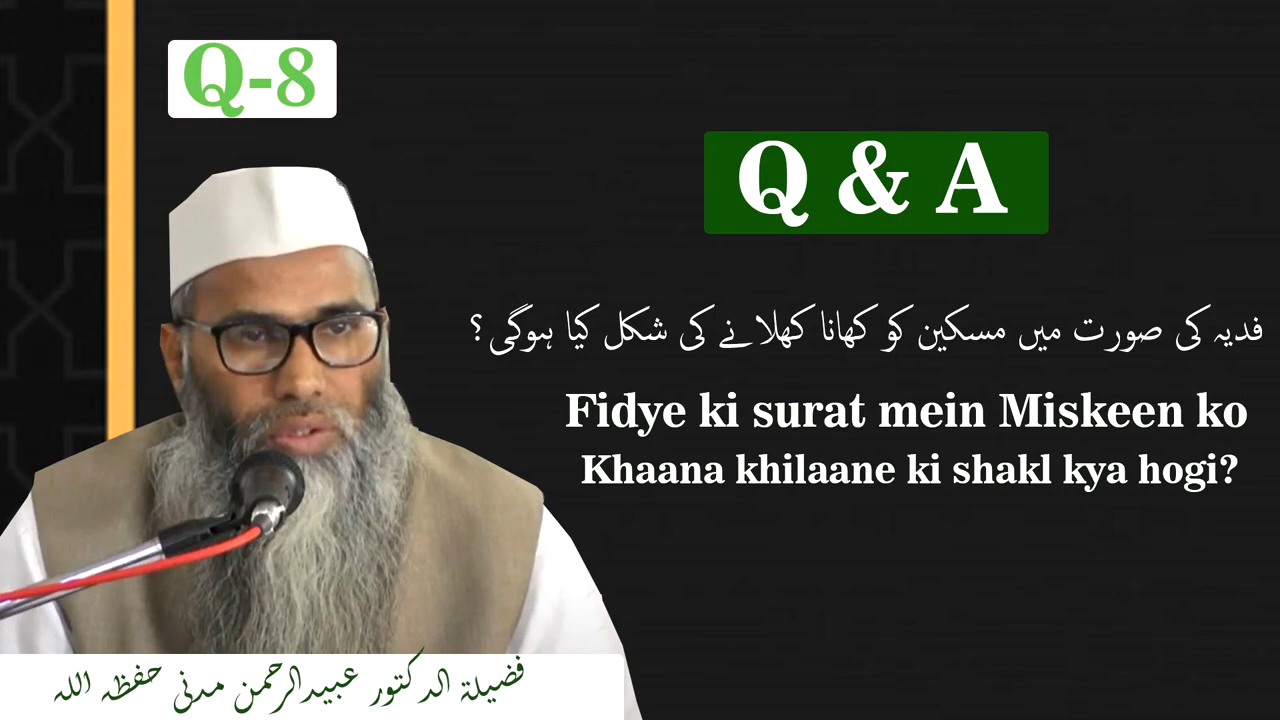 Q-8
Q & A
فدیہ کی صورت میں مسکین کو کھانا کھلانے کی شکل کیا ہوگی؟
Fidye ki surat mein Miskeen ko
Khaana khilaane ki shakl kya hogi?
فضیلۃ الدکتور عبیدالرحمن مدنی حفظہ اللہ